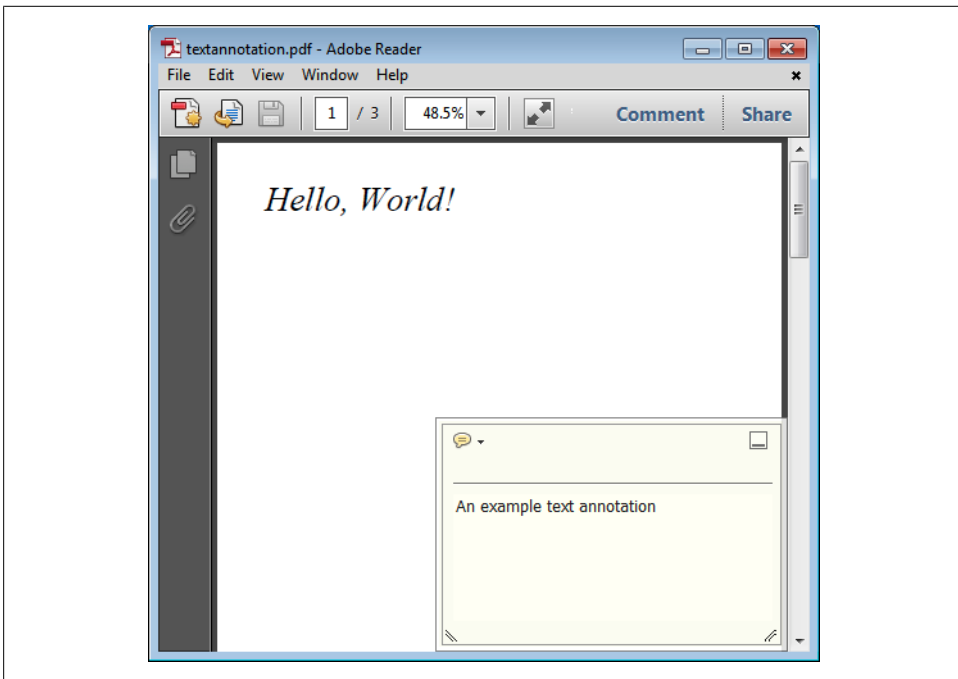 textannotation.pdf - Adobe Reader
File Edit View Window Help
1 / 3 48.5% Comment Share
Hello, World!
An example text annotation